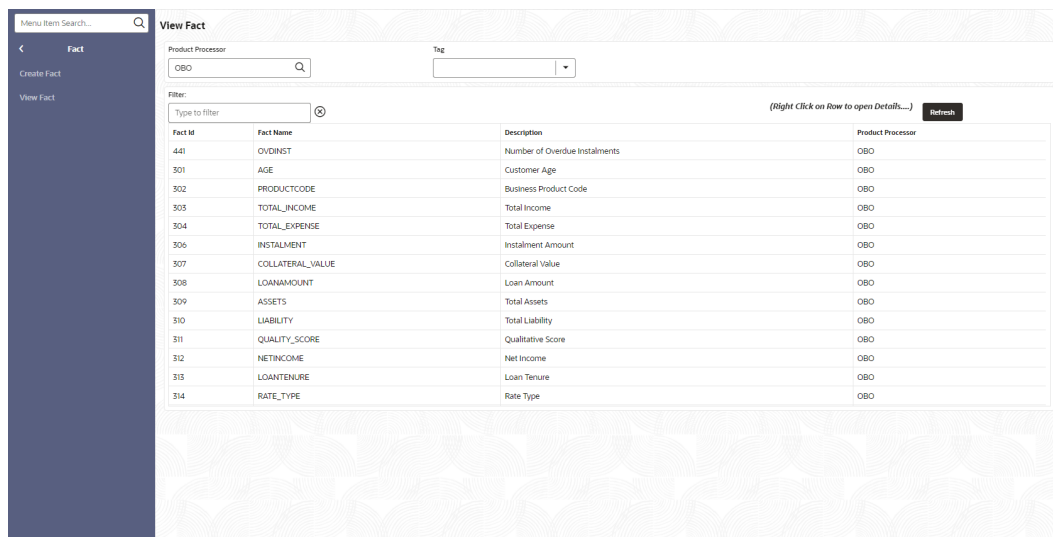 Menu Item Search...
View Fact
Fact
Create Fact
View Fact
Product Processor Tag
OBO
Filter:
Type to filter
(Right Click on Row to open Details....) Refresh
Fact Id Fact Name Description Product Processor
441 OVDINST Number of Overdue Instalments OBO
301 AGE Customer Age OBO
302 PRODUCTCODE Business Product Code OBO
303 TOTAL_INCOME Total Income OBO
304 TOTAL_EXPENSE Total Expense OBO
306 INSTALMENT Instalment Amount OBO
307 COLLATERAL_VALUE Collateral Value OBO
308 LOANAMOUNT Loan Amount OBO
309 ASSETS Total Assets OBO
310 LIABILITY Total Liability OBO
311 QUALITY_SCORE Qualitative Score OBO
312 NETINCOME Net Income OBO
313 LOANTENURE Loan Tenure OBO
314 RATE_TYPE Rate Type OBO